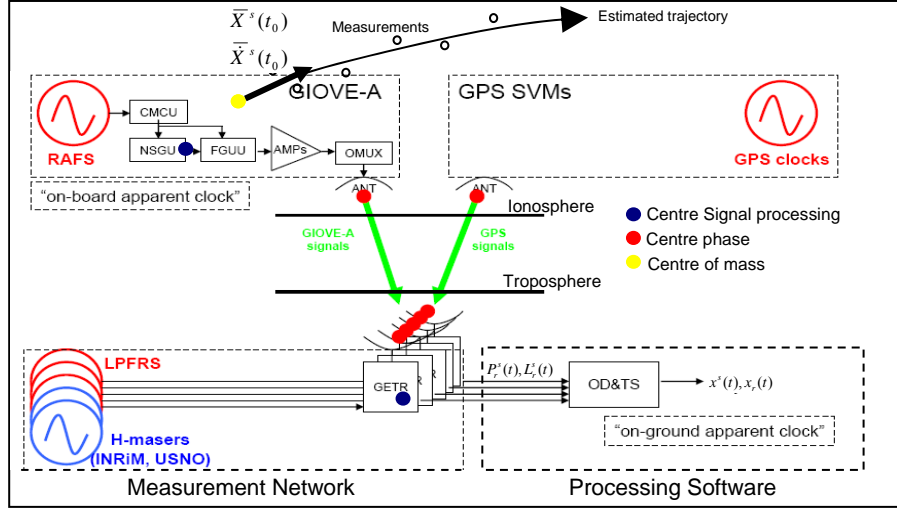 X̅ ˢ(t₀)
Measurements
Estimated trajectory
Ẋ̅ ˢ(t₀)
GIOVE-A
GPS SVMs
CMCU
RAFS
NSGU
FGUU
AMPs
OMUX
GPS clocks
"on-board apparent clock"
ANT
ANT
Ionosphere
GIOVE-A
signals
GPS
signals
Centre Signal processing
Centre phase
Centre of mass
Troposphere
LPFRS
GETR
R
R
Pᵣˢ(t), Lᵣˢ(t)
OD&TS
xˢ(t), xᵣ(t)
H-masers
(INRiM, USNO)
"on-ground apparent clock"
Measurement Network
Processing Software